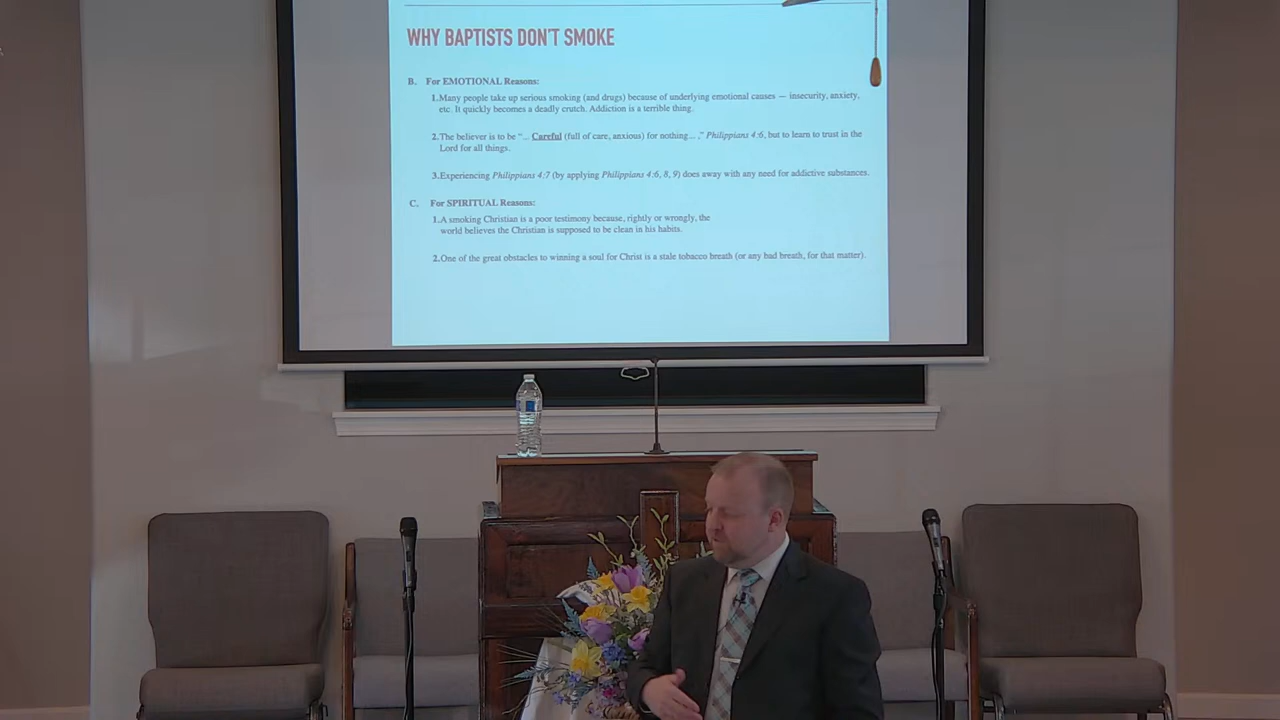 WHY BAPTISTS DON'T SMOKE
B. For EMOTIONAL Reasons:
1.Many people take up serious smoking (and drugs) because of underlying emotional causes — insecurity, anxiety,
etc. It quickly becomes a deadly crutch. Addiction is a terrible thing.
2.The believer is to be "... Careful (full of care, anxious) for nothing... ," Philippians 4:6, but to learn to trust in the
Lord for all things.
3.Experiencing Philippians 4:7 (by applying Philippians 4:6, 8, 9) does away with any need for addictive substances.
C. For SPIRITUAL Reasons:
1.A smoking Christian is a poor testimony because, rightly or wrongly, the
world believes the Christian is supposed to be clean in his habits.
2.One of the great obstacles to winning a soul for Christ is a stale tobacco breath (or any bad breath, for that matter).